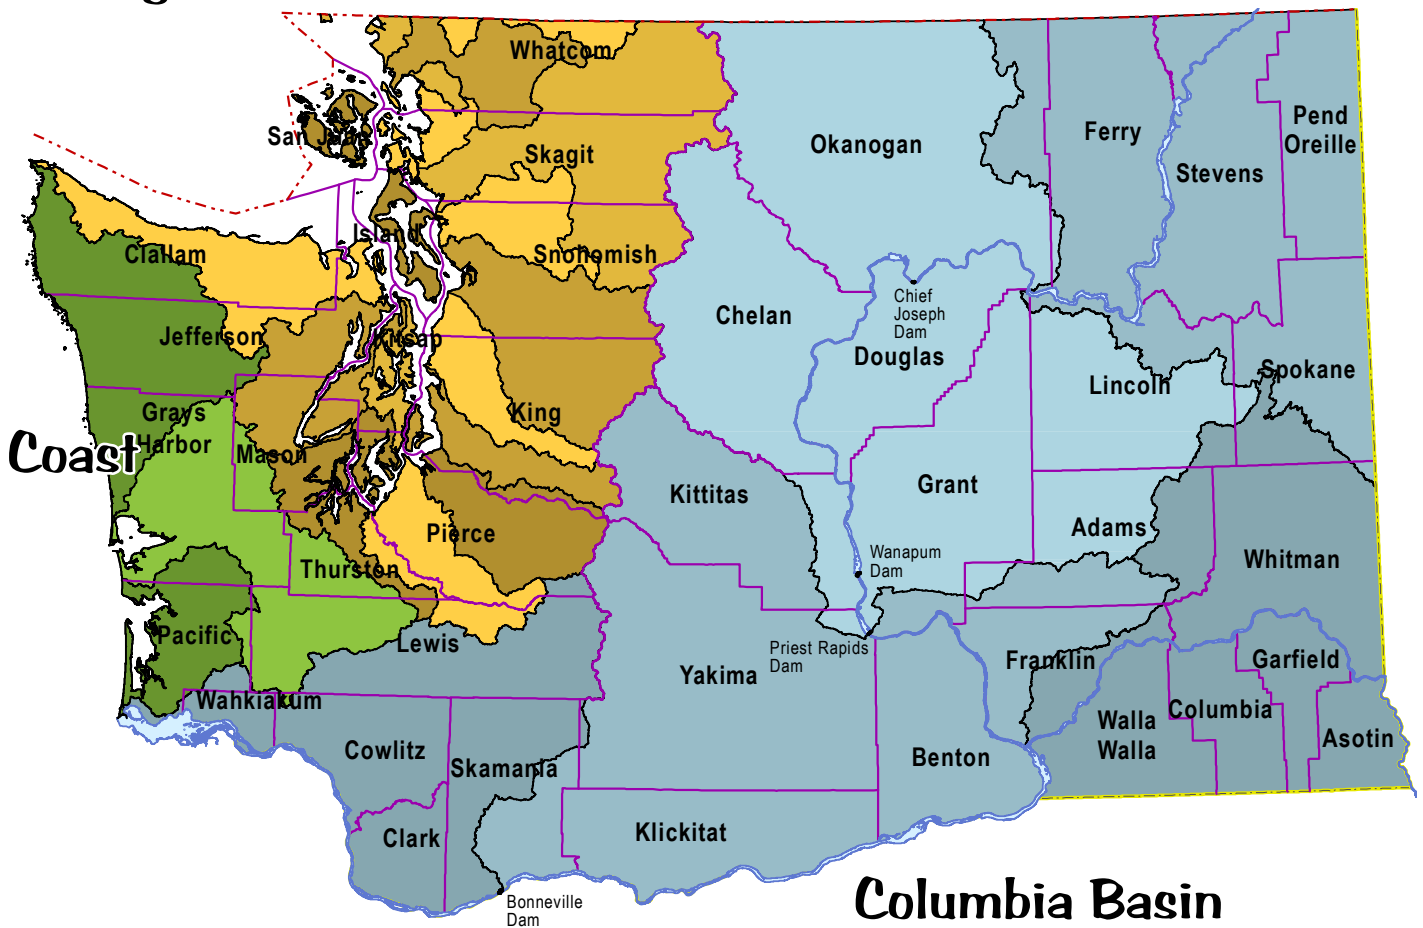 Whatcom
San Juan
Skagit
Okanogan
Ferry
Pend
Oreille
Stevens
Island
Clallam
Snohomish
Chelan
Chief
Joseph
Dam
Jefferson
Kitsap
Douglas
Lincoln
Spokane
Grays
Harbor
King
Coast
Mason
Kittitas
Grant
Adams
Pierce
Wanapum
Dam
Whitman
Thurston
Pacific
Lewis
Priest Rapids
Dam
Yakima
Franklin
Garfield
Wahkiakum
Columbia
Walla
Walla
Asotin
Cowlitz
Skamania
Benton
Clark
Klickitat
Bonneville
Dam
Columbia Basin